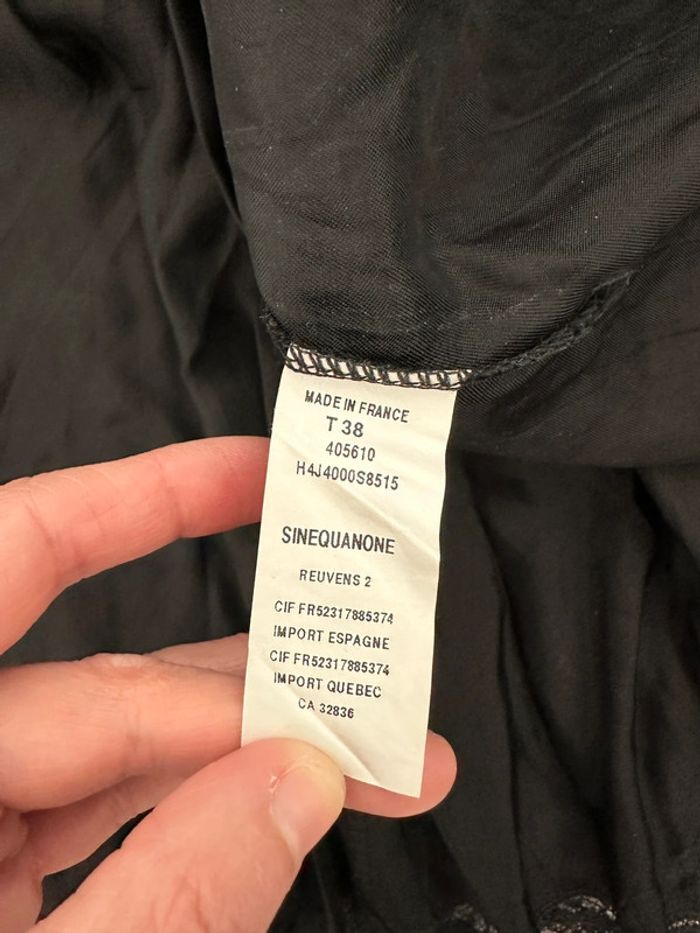 MADE IN FRANCE
T 38
405610
H4J4000S8515
SINEQUANONE
REUVENS 2
CIF FR52317885374
IMPORT ESPAGNE
CIF FR52317885374
IMPORT QUEBEC
CA 32836